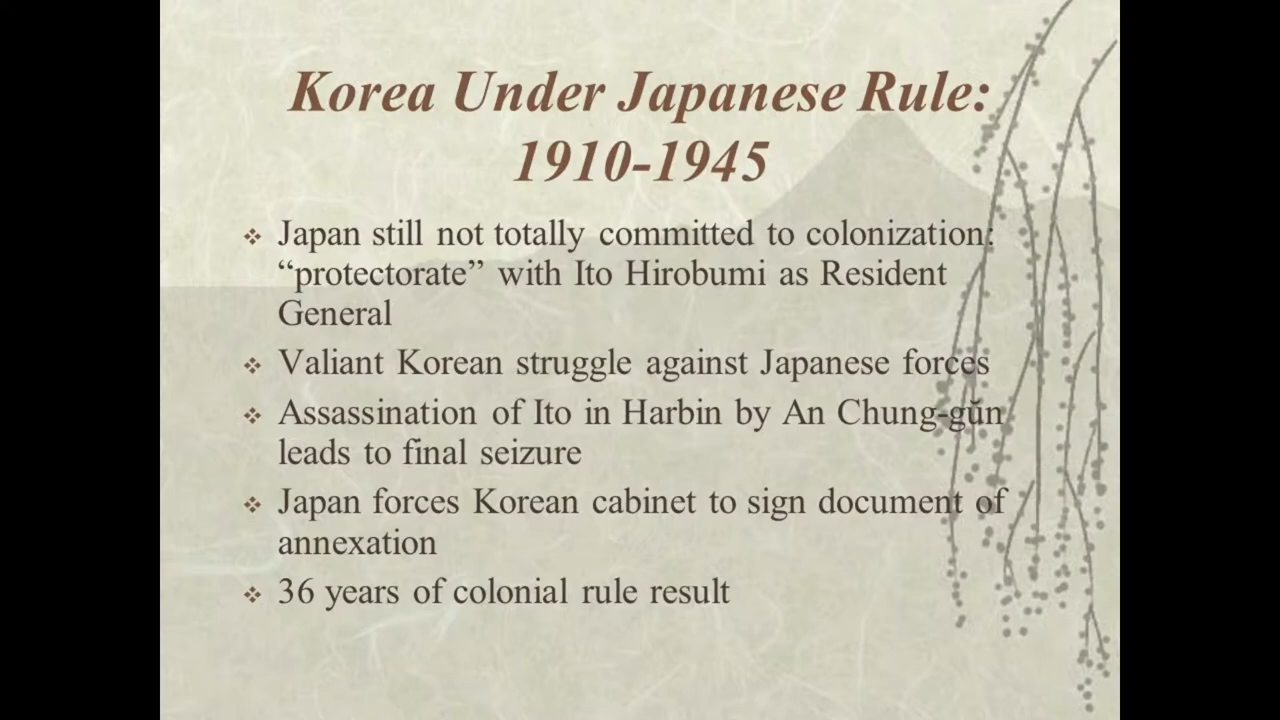 Korea Under Japanese Rule:
1910-1945
❖ Japan still not totally committed to colonization:
“protectorate” with Ito Hirobumi as Resident
General
❖ Valiant Korean struggle against Japanese forces
❖ Assassination of Ito in Harbin by An Chung-gŭn
leads to final seizure
❖ Japan forces Korean cabinet to sign document of
annexation
❖ 36 years of colonial rule result